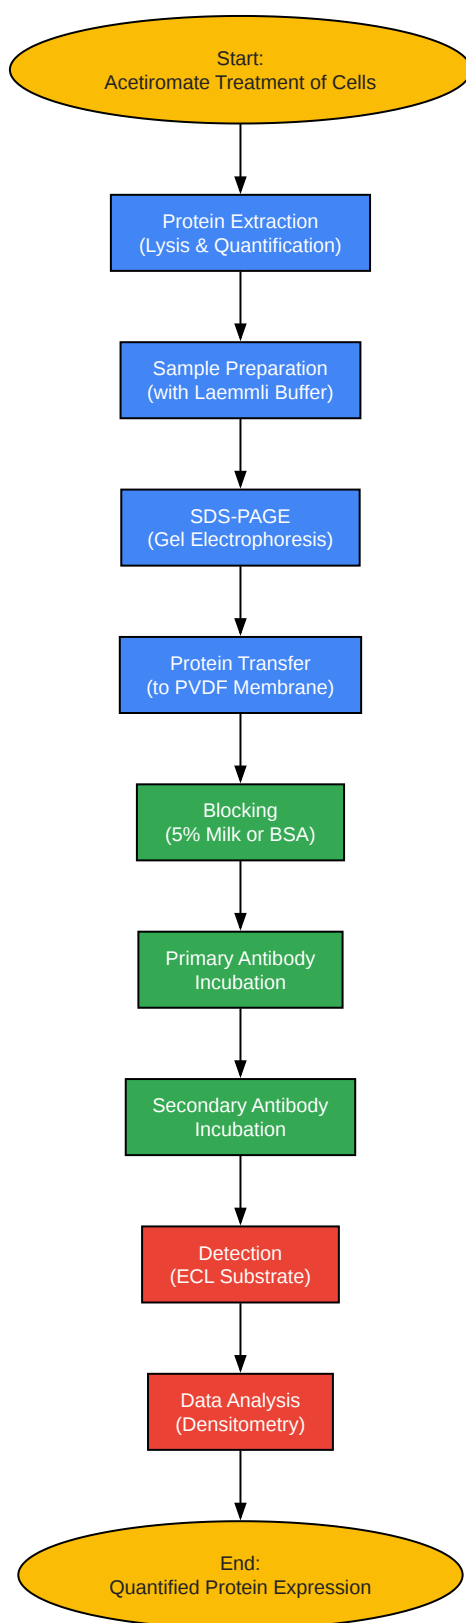 Start:
Acetiromate Treatment of Cells
Protein Extraction
(Lysis & Quantification)
Sample Preparation
(with Laemmli Buffer)
SDS-PAGE
(Gel Electrophoresis)
Protein Transfer
(to PVDF Membrane)
Blocking
(5% Milk or BSA)
Primary Antibody
Incubation
Secondary Antibody
Incubation
Detection
(ECL Substrate)
Data Analysis
(Densitometry)
End:
Quantified Protein Expression